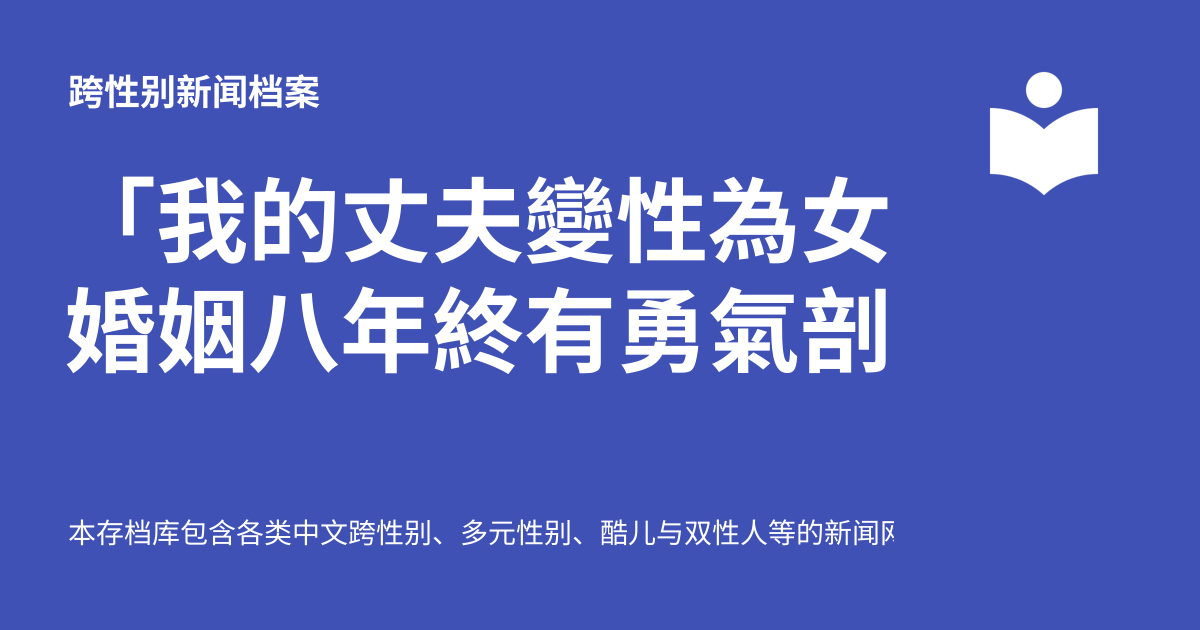 跨性别新闻档案
「我的丈夫變性為女
婚姻八年終有勇氣剖
本存档库包含各类中文跨性别、多元性别、酷儿与双性人等的新闻